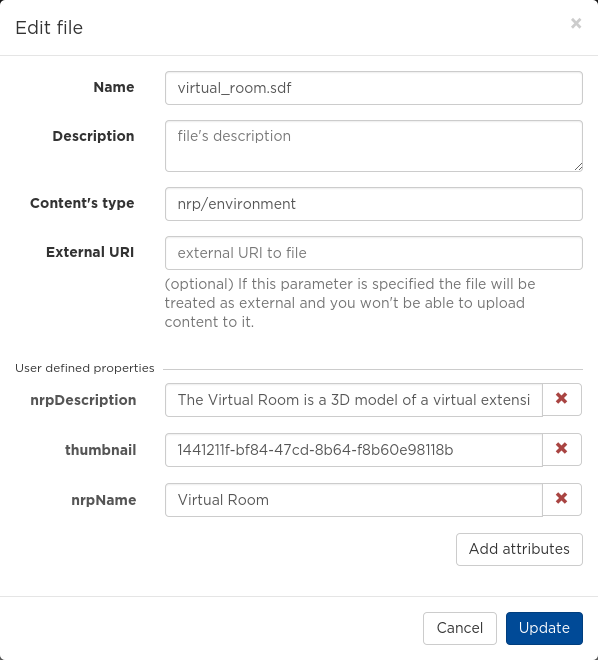 Edit file
×
Name
virtual_room.sdf
Description
file's description
Content's type
nrp/environment
External URI
external URI to file
(optional) If this parameter is specified the file will be
treated as external and you won't be able to upload
content to it.
User defined properties
nrpDescription
The Virtual Room is a 3D model of a virtual extensi
thumbnail
1441211f-bf84-47cd-8b64-f8b60e98118b
nrpName
Virtual Room
Add attributes
Cancel
Update